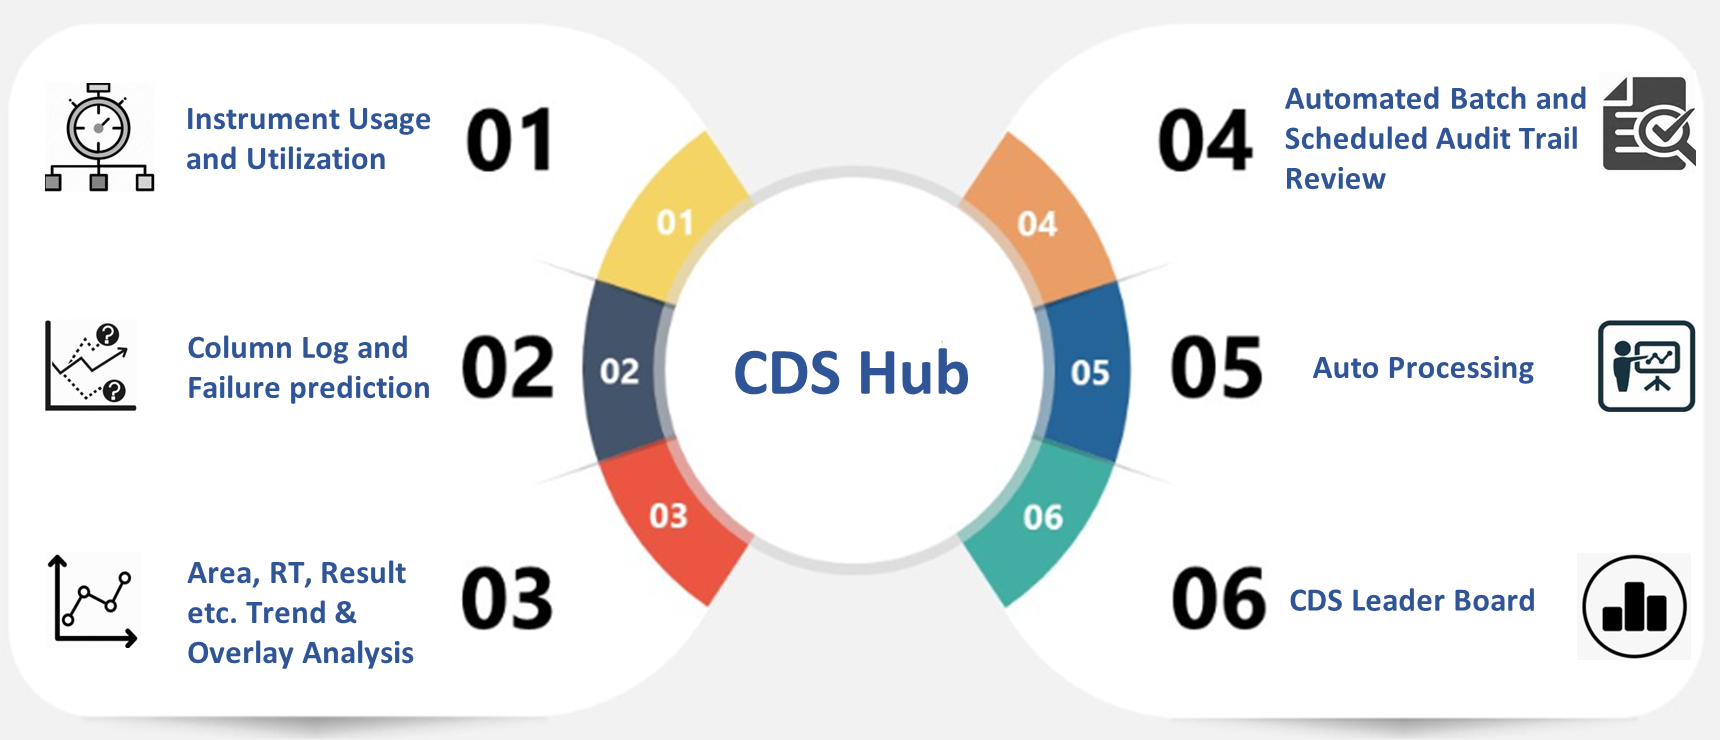 Instrument Usage
and Utilization
01
01
Column Log and
Failure prediction
02
02
Area, RT, Result
etc. Trend &
Overlay Analysis
03
03
CDS Hub
04
04
Automated Batch and
Scheduled Audit Trail
Review
05
05
Auto Processing
06
06
CDS Leader Board
?
?